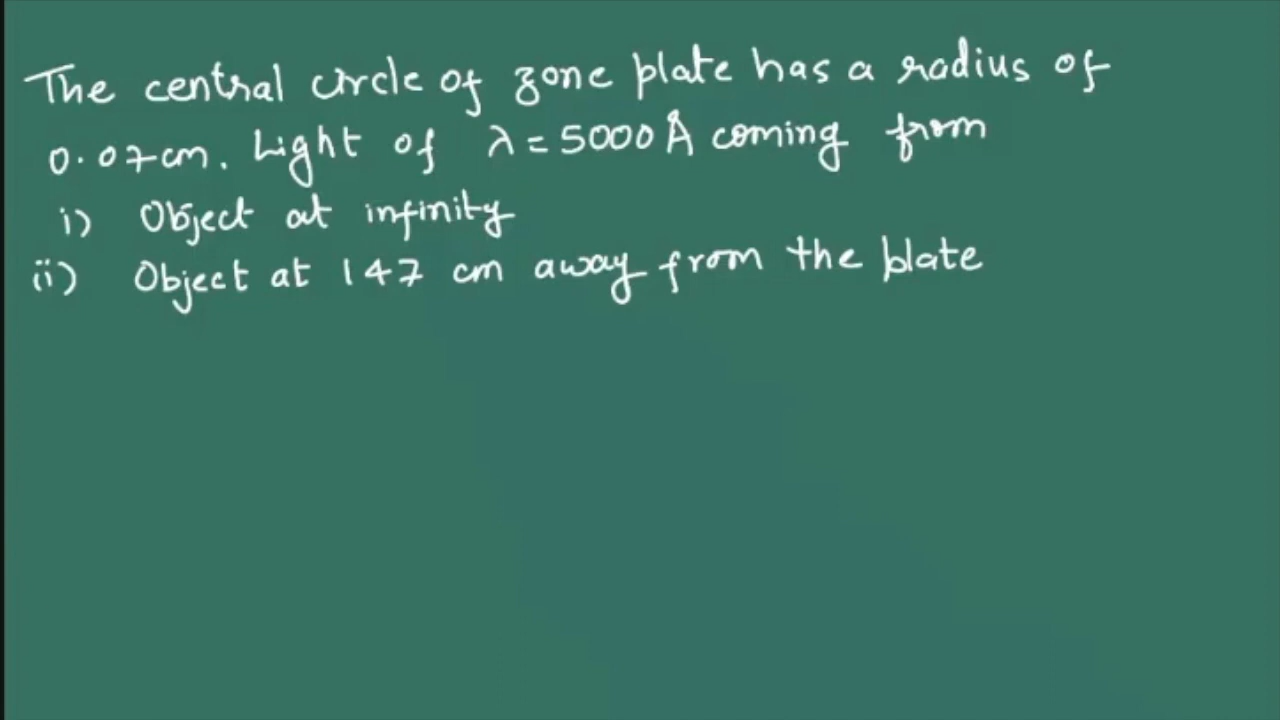 The central circle of zone plate has a radius of
0.07cm. Light of λ = 5000 Å coming from
i) Object at infinity
ii) Object at 147 cm away from the plate